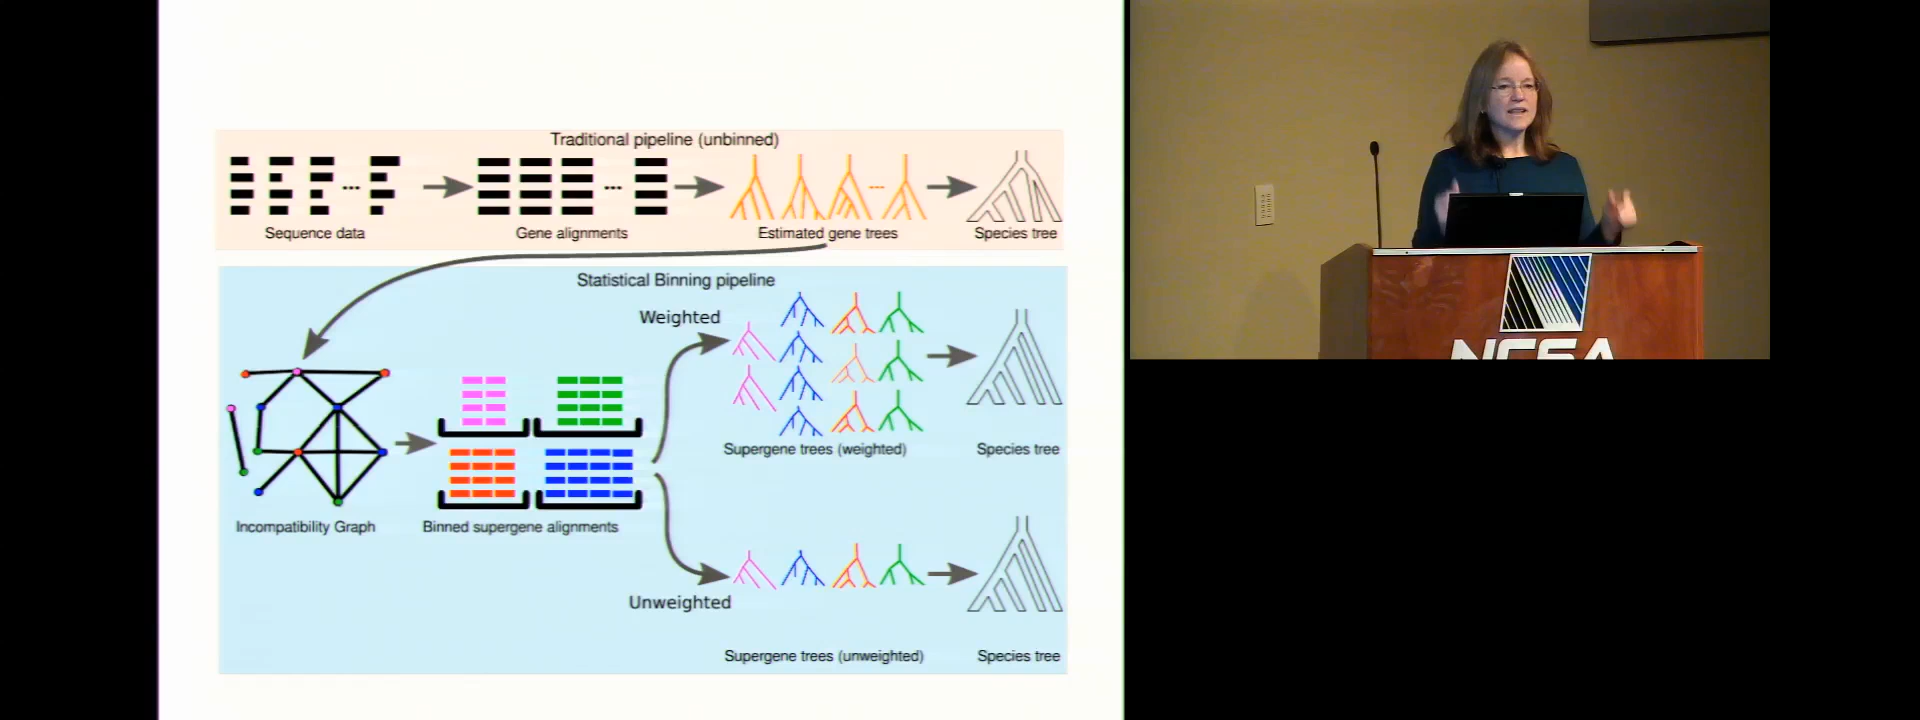 Traditional pipeline (unbinned)
...
...
...
Sequence data
Gene alignments
Estimated gene trees
Species tree
Statistical Binning pipeline
Weighted
Supergene trees (weighted)
Species tree
Incompatibility Graph
Binned supergene alignments
Unweighted
Supergene trees (unweighted)
Species tree
NCSA